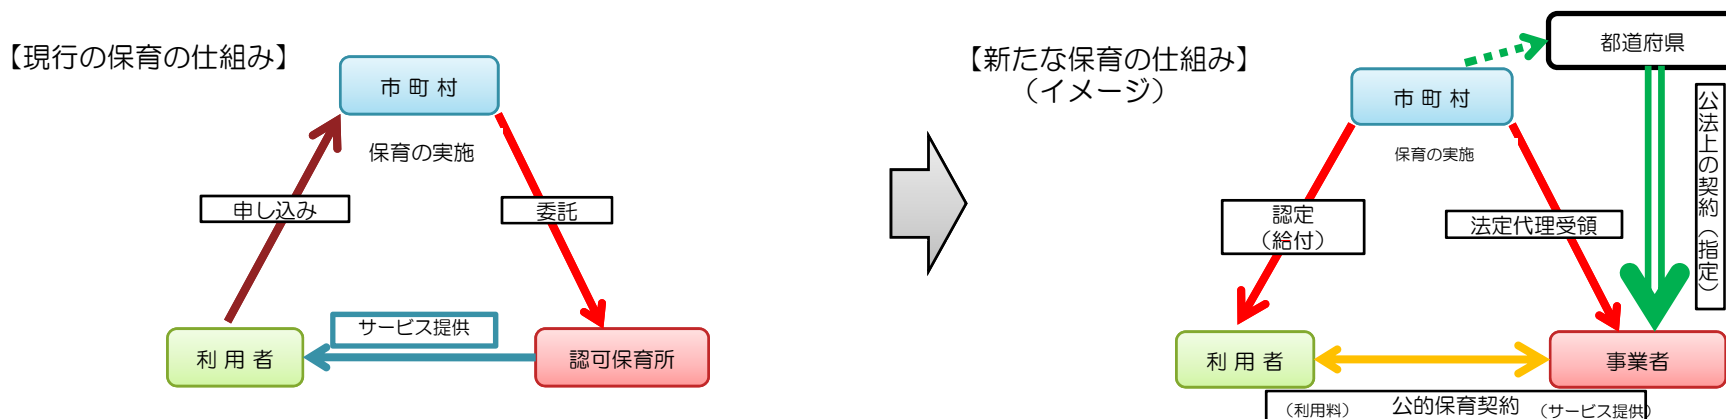 【現行の保育の仕組み】
市町村
保育の実施
申し込み
委託
サービス提供
利用者
認可保育所
【新たな保育の仕組み】
（イメージ）
都道府県
市町村
保育の実施
公法上の契約（指定）
認定
（給付）
法定代理受領
利用者
事業者
（利用料） 公的保育契約 （サービス提供）